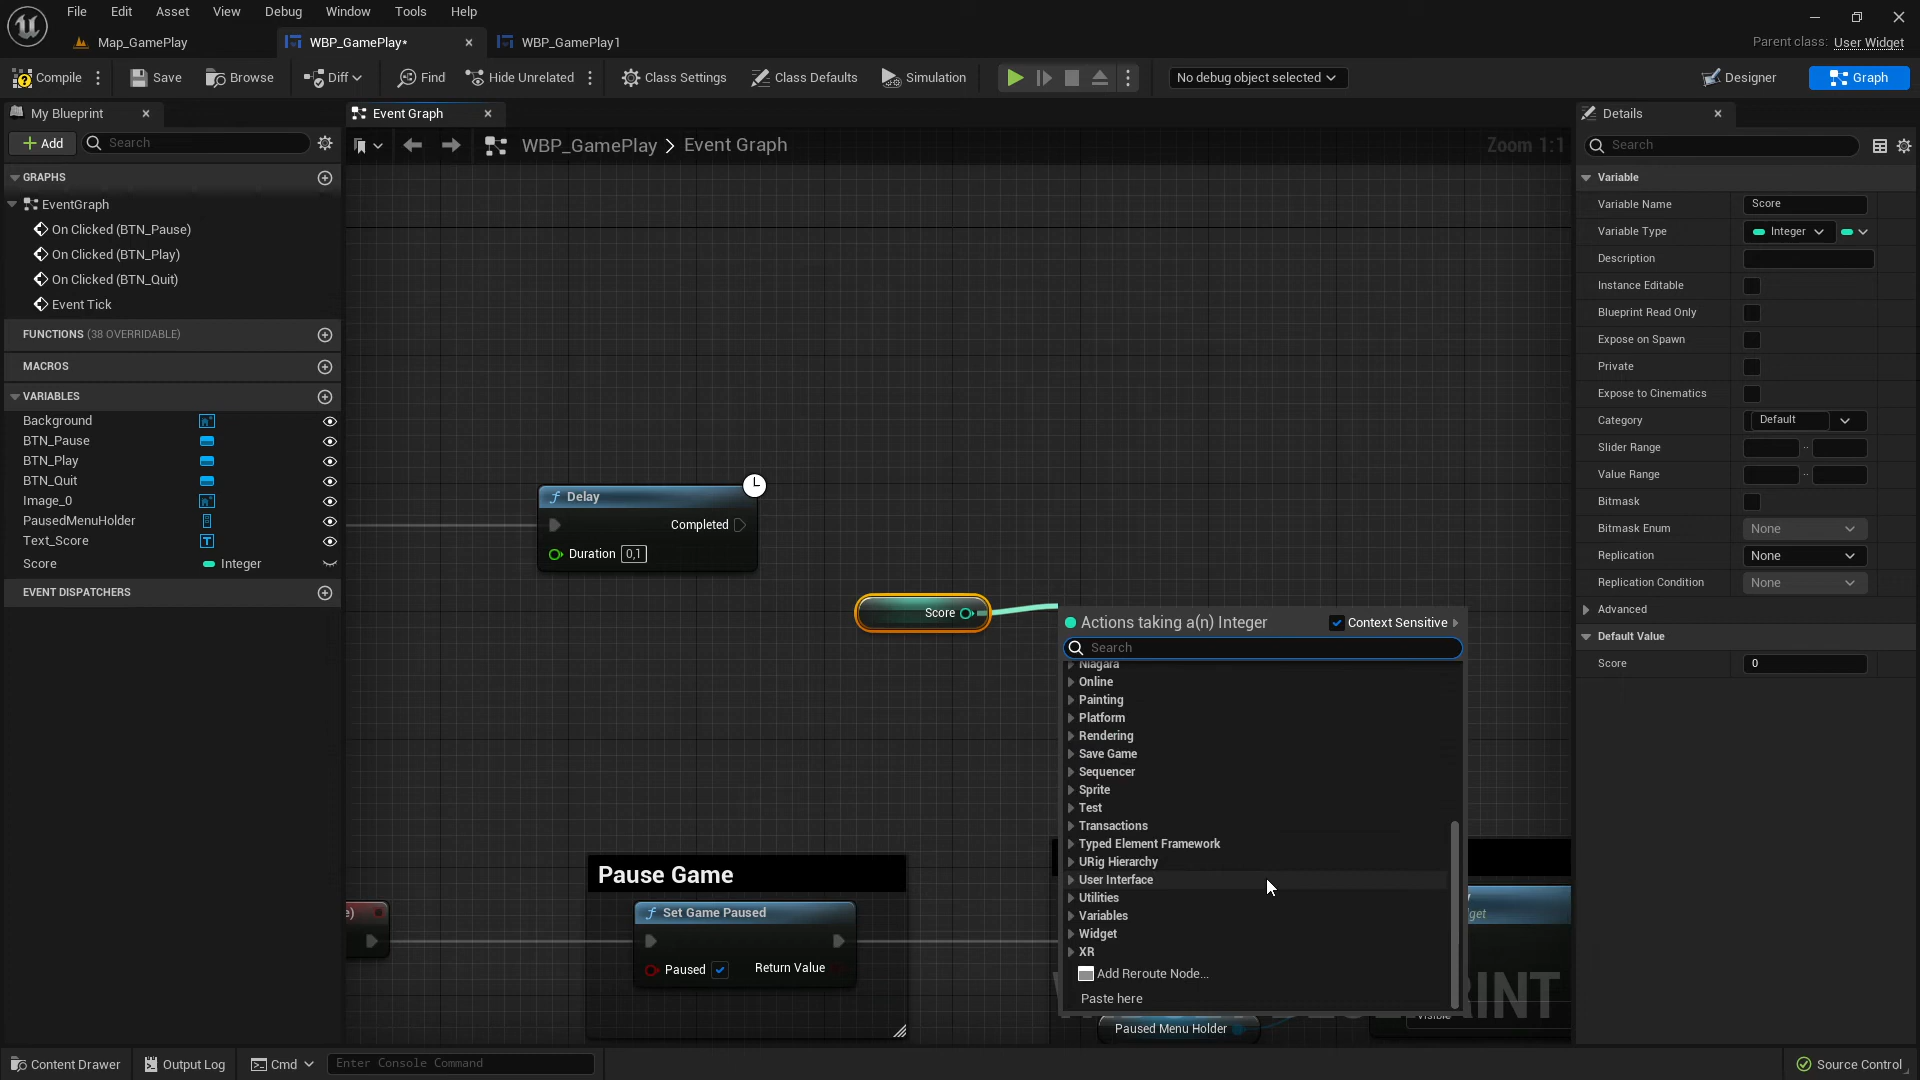 File Edit Asset View Debug Window Tools Help
Map_GamePlay WBP_GamePlay* WBP_GamePlay1
Parent class: User Widget
Compile Save Browse Diff Find Hide Unrelated Class Settings Class Defaults Simulation No debug object selected Designer Graph
My Blueprint Event Graph Details
Add Search WBP_GamePlay > Event Graph Zoom 1:1 Search
GRAPHS
EventGraph
On Clicked (BTN_Pause)
On Clicked (BTN_Play)
On Clicked (BTN_Quit)
Event Tick
FUNCTIONS (38 OVERRIDABLE)
MACROS
VARIABLES
Background
BTN_Pause
BTN_Play
BTN_Quit
Image_0
PausedMenuHolder
Text_Score
Score Integer
EVENT DISPATCHERS
Delay
Completed
Duration 0,1
Score
Actions taking a(n) Integer Context Sensitive
Search
Niagara
Online
Painting
Platform
Rendering
Save Game
Sequencer
Sprite
Test
Transactions
Typed Element Framework
URig Hierarchy
User Interface
Utilities
Variables
Widget
XR
Add Reroute Node...
Paste here
Pause Game
Set Game Paused
Paused Return Value
Paused Menu Holder
Variable
Variable Name Score
Variable Type Integer
Description
Instance Editable
Blueprint Read Only
Expose on Spawn
Private
Expose to Cinematics
Category Default
Slider Range
Value Range
Bitmask
Bitmask Enum None
Replication None
Replication Condition None
Advanced
Default Value
Score 0
Content Drawer Output Log Cmd Enter Console Command Source Control